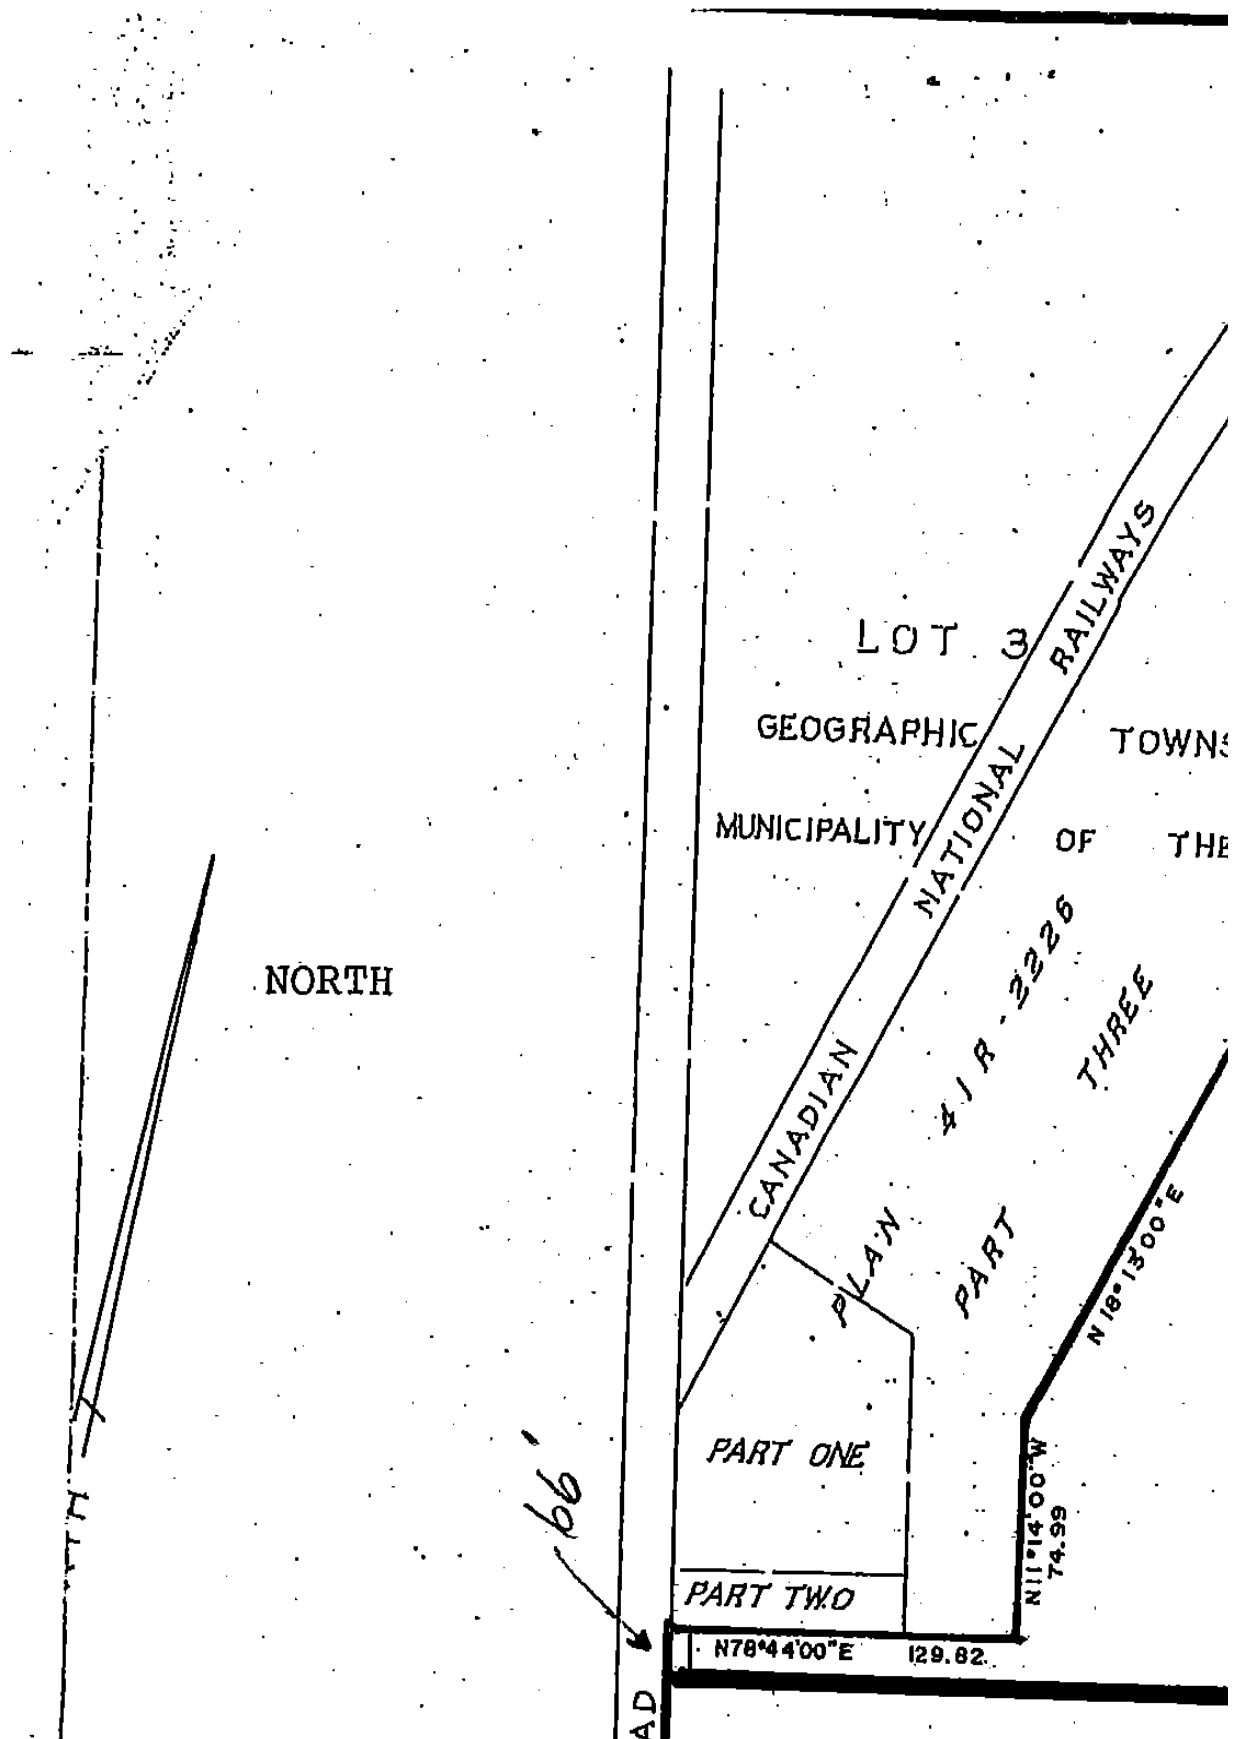 LOT 3
GEOGRAPHIC TOWNS
MUNICIPALITY OF THE
CANADIAN NATIONAL RAILWAYS
PLAN 41R-2226
PART THREE
NORTH
N 18° 13' 00" E
PART ONE
N11°14'00"W
74.99
66'
PART TWO
N78°44'00"E 129.82
AD